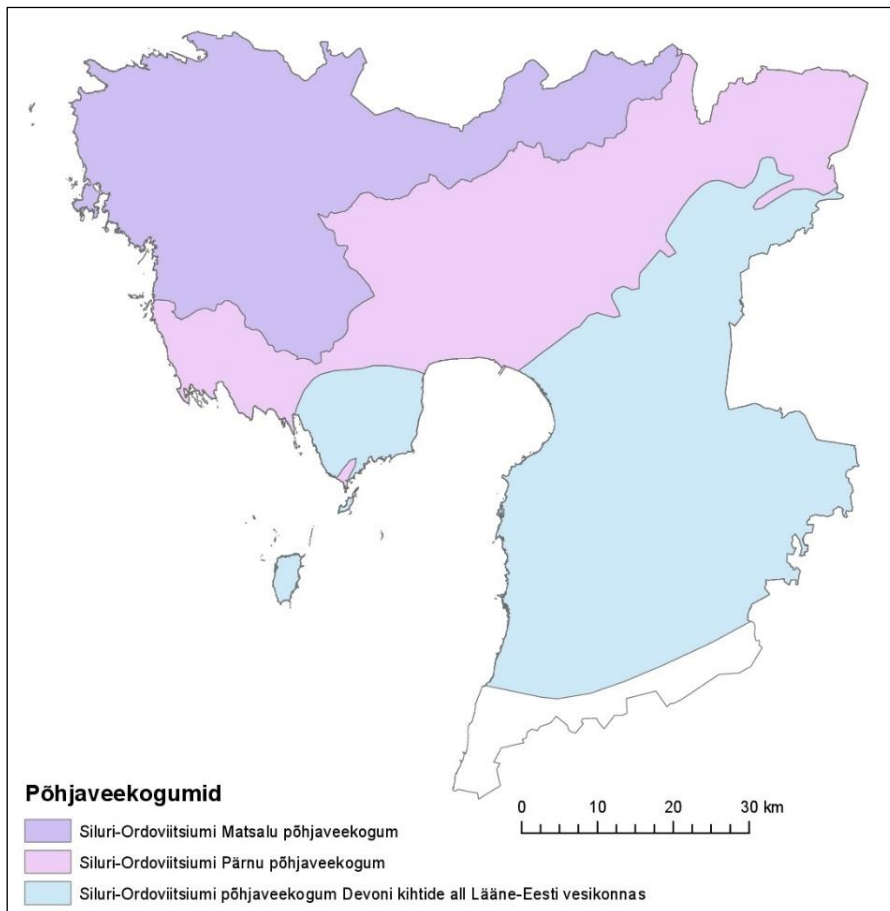 Põhjaveekogumid
0 10 20 30 km
Siluri-Ordoviitsiumi Matsalu põhjaveekogum
Siluri-Ordoviitsiumi Pärnu põhjaveekogum
Siluri-Ordoviitsiumi põhjaveekogum Devoni kihtide all Lääne-Eesti vesikonnas